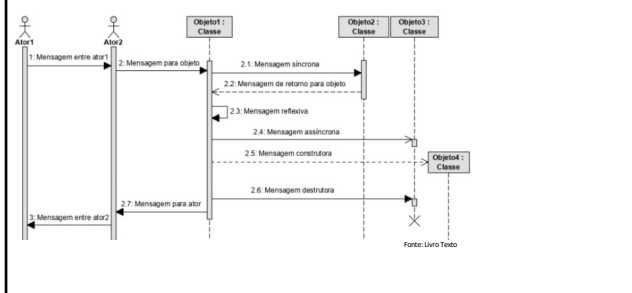 Ator1
Ator2
Objeto1 :
Classe
Objeto2 :
Classe
Objeto3 :
Classe
1: Mensagem entre ator1
2: Mensagem para objeto
2.1: Mensagem síncrona
2.2: Mensagem de retorno para objeto
2.3: Mensagem reflexiva
2.4: Mensagem assíncrona
2.5: Mensagem construtora
Objeto4 :
Classe
2.6: Mensagem destrutora
2.7: Mensagem para ator
3: Mensagem entre ator2
Fonte: Livro Texto